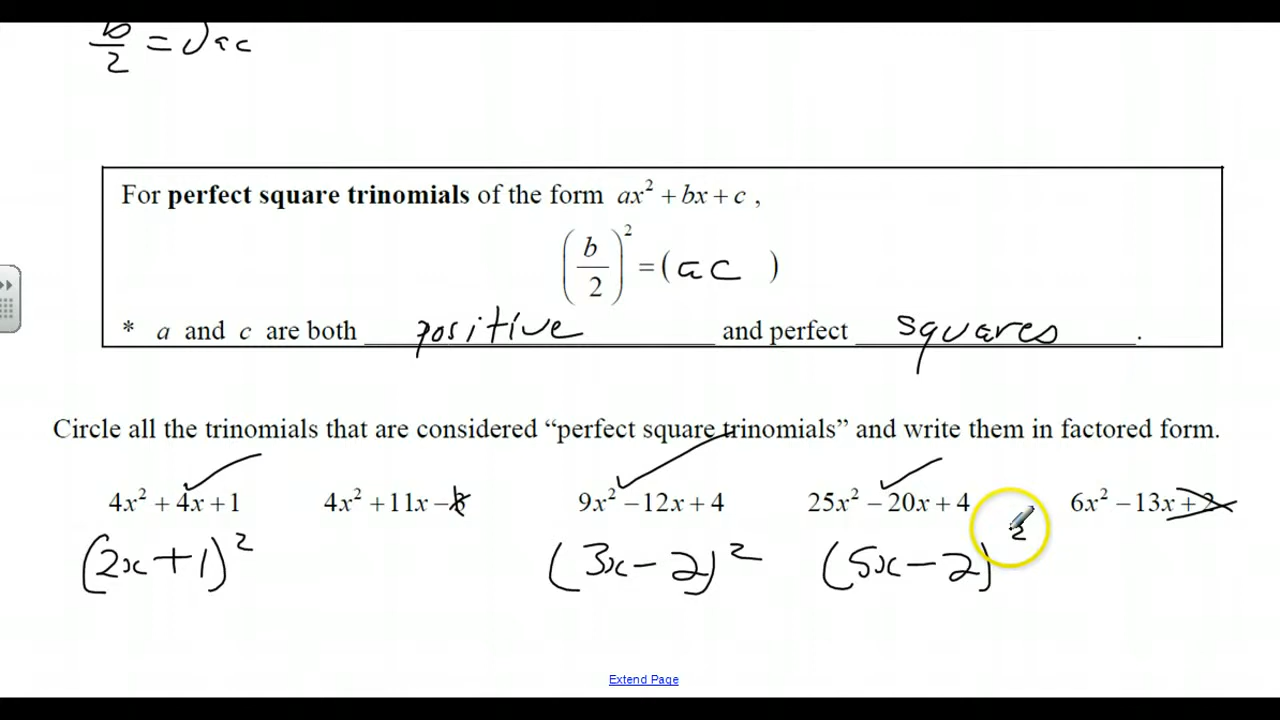 b/2 = √ac
For perfect square trinomials of the form ax² + bx + c ,
(b/2)² = (ac)
* a and c are both positive and perfect squares.
Circle all the trinomials that are considered “perfect square trinomials” and write them in factored form.
4x² + 4x + 1 4x² + 11x − 9x² − 12x + 4 25x² − 20x + 4 6x² − 13x + 2
(2x + 1)² (3x − 2)² (5x − 2)²
Extend Page